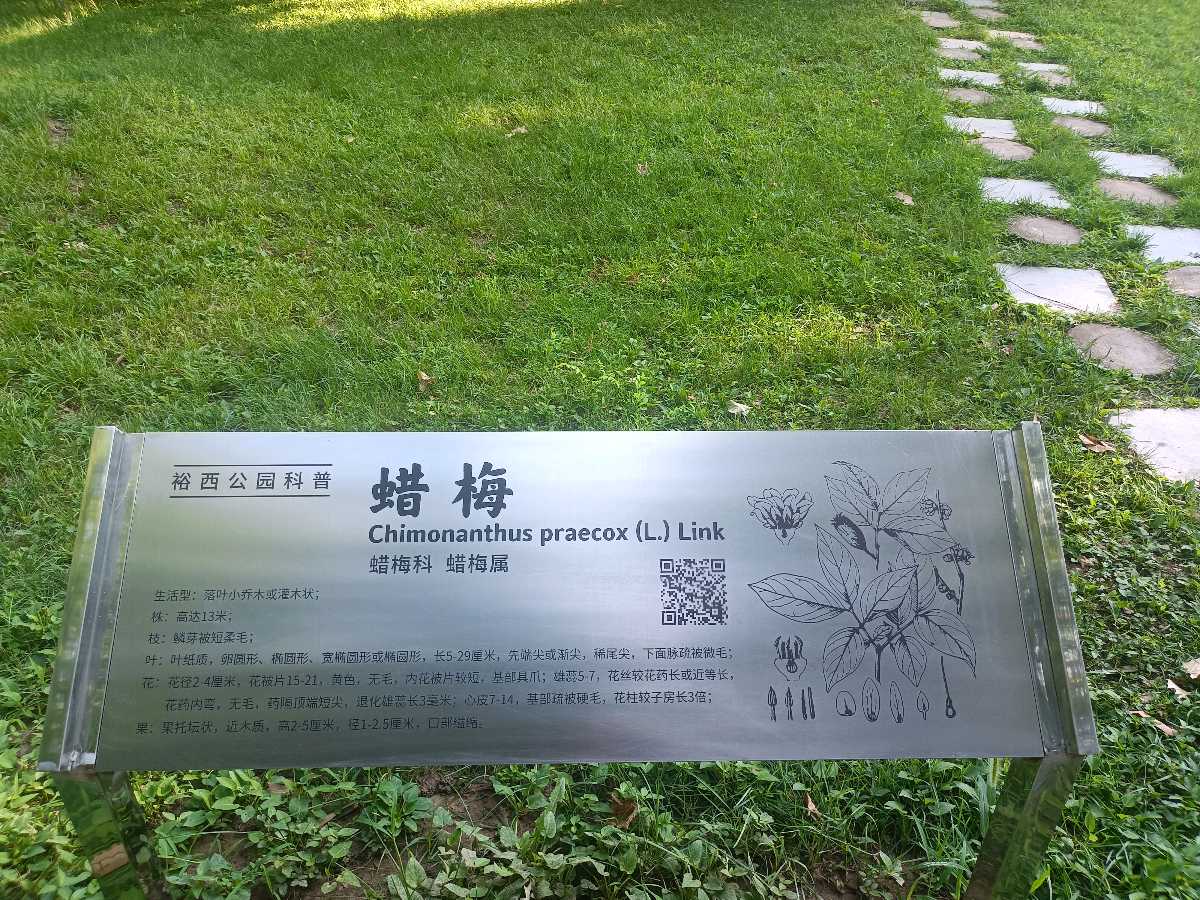 裕西公园科普
蜡梅
Chimonanthus praecox (L.) Link
蜡梅科 蜡梅属
生活型：落叶小乔木或灌木状；
株：高达13米；
枝：鳞芽被短柔毛；
叶：叶纸质，卵圆形、椭圆形、宽椭圆形或椭圆形，长5-29厘米，先端尖或渐尖，稀尾尖，下面脉疏被微毛；
花：花径2-4厘米，花被片15-21，黄色，无毛，内花被片较短，基部具爪；雄蕊5-7，花丝较花药长或近等长，
花药内弯，无毛，药隔顶端短尖，退化雄蕊长3毫米；心皮7-14，基部疏被硬毛，花柱较子房长3倍；
果：果托坛状，近木质，高2-5厘米，径1-2.5厘米，口部缢缩。